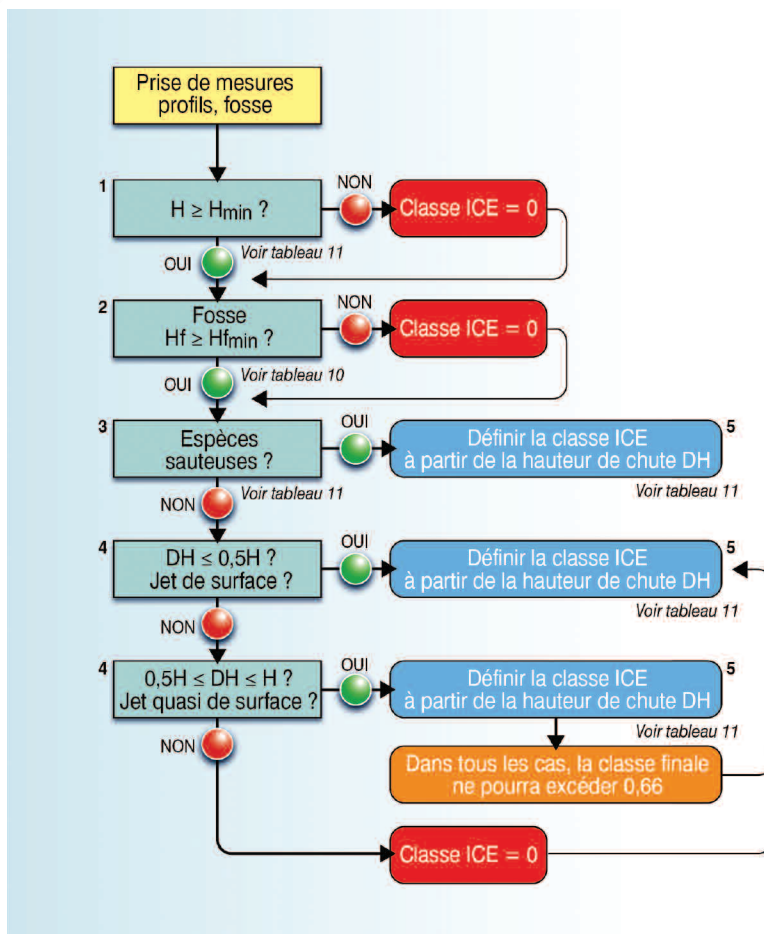 Prise de mesures
profils, fosse
1
H ≥ Hmin ?
NON
Classe ICE = 0
OUI
Voir tableau 11
2
Fosse
Hf ≥ Hfmin ?
NON
Classe ICE = 0
OUI
Voir tableau 10
3
Espèces
sauteuses ?
OUI
Définir la classe ICE
à partir de la hauteur de chute DH
5
Voir tableau 11
NON
Voir tableau 11
4
DH ≤ 0,5H ?
Jet de surface ?
OUI
Définir la classe ICE
à partir de la hauteur de chute DH
5
Voir tableau 11
NON
4
0,5H ≤ DH ≤ H ?
Jet quasi de surface ?
OUI
Définir la classe ICE
à partir de la hauteur de chute DH
5
Voir tableau 11
NON
Dans tous les cas, la classe finale
ne pourra excéder 0,66
Classe ICE = 0